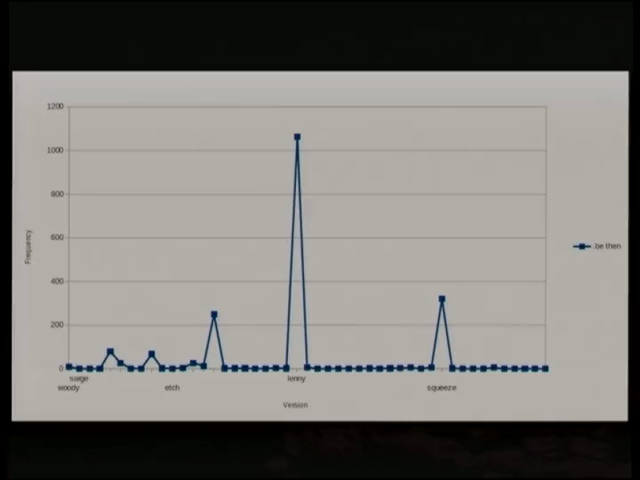 1200
1000
800
600
400
200
0
Frequency
sarge
woody
etch
lenny
squeeze
Version
be then